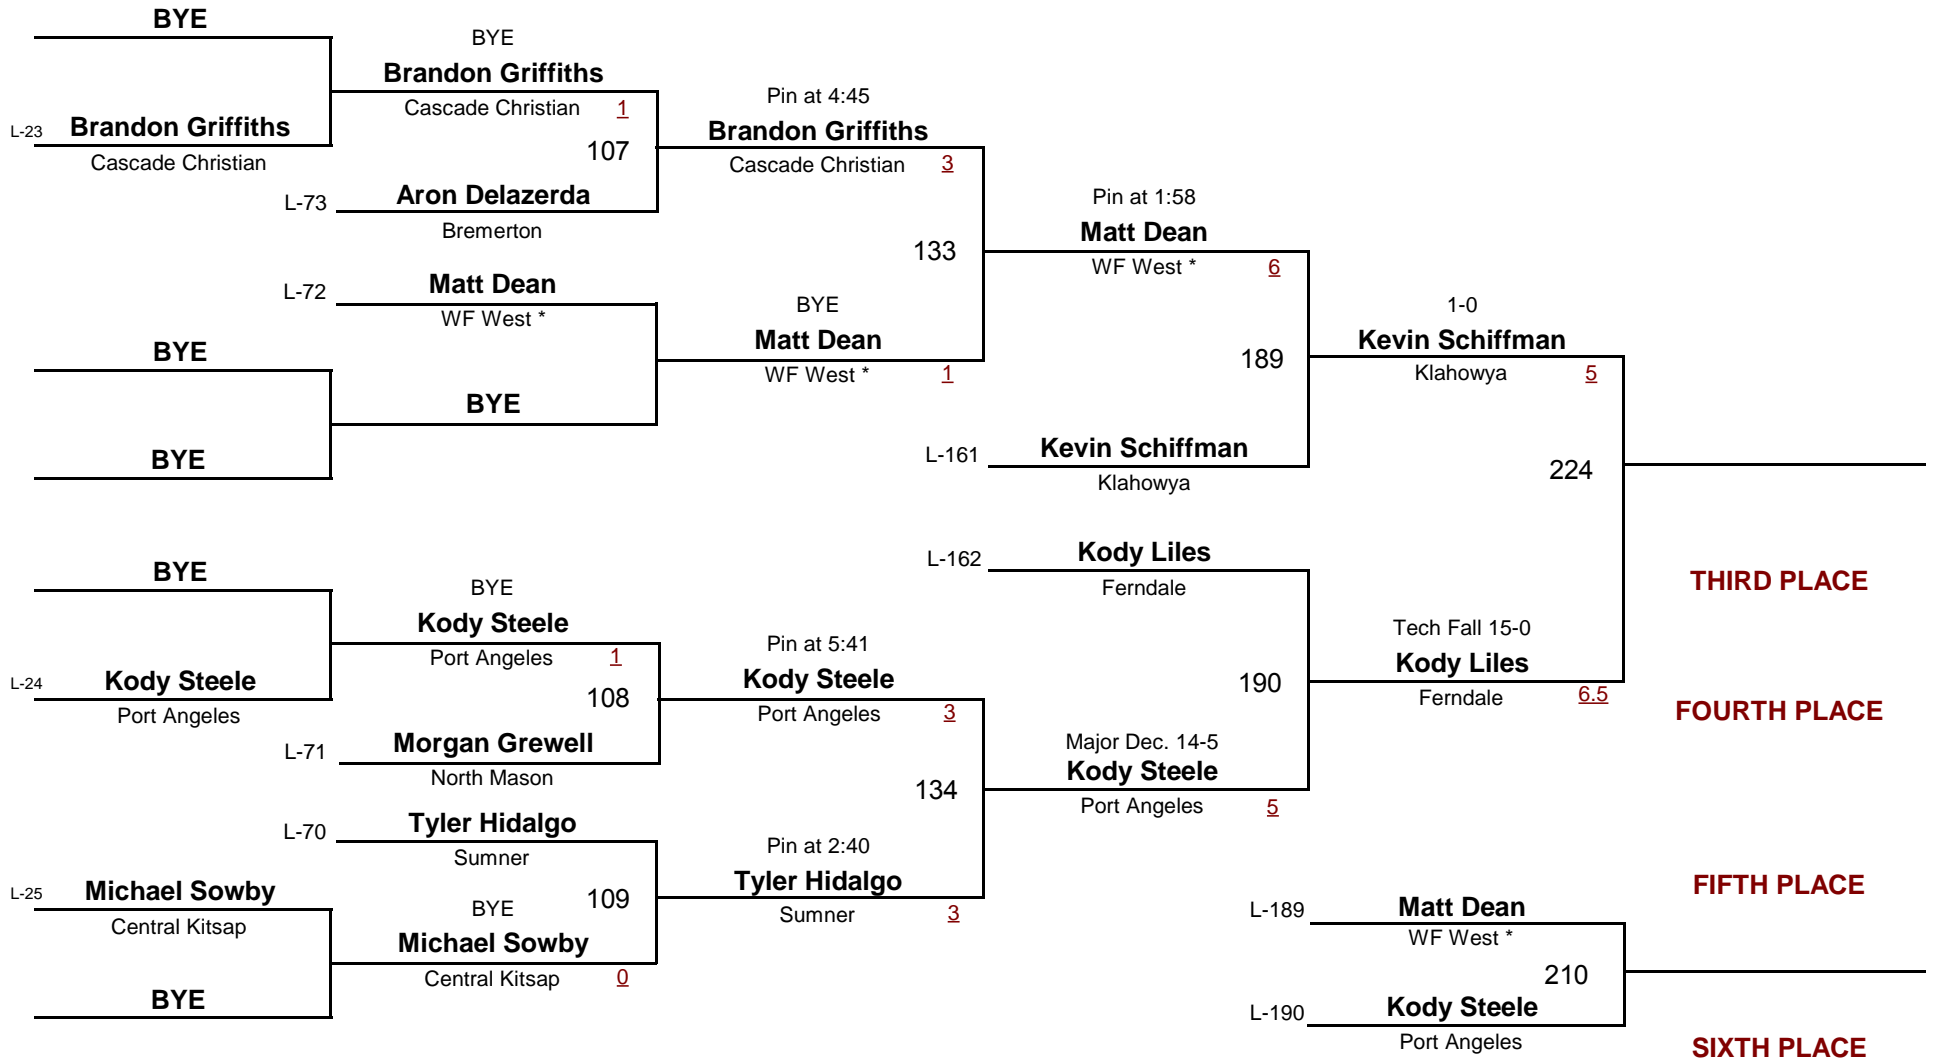 BYE
BYE
Brandon Griffiths
Cascade Christian 1
L-23 Brandon Griffiths
Cascade Christian
107
L-73 Aron Delazerda
Bremerton
Pin at 4:45
Brandon Griffiths
Cascade Christian 3
L-72 Matt Dean
WF West *
133
BYE
Matt Dean
WF West * 1
BYE
BYE
BYE
Pin at 1:58
Matt Dean
WF West * 6
189
L-161 Kevin Schiffman
Klahowya
1-0
Kevin Schiffman
Klahowya 5
224
L-162 Kody Liles
Ferndale
BYE
BYE
Kody Steele
Port Angeles 1
L-24 Kody Steele
Port Angeles
108
L-71 Morgan Grewell
North Mason
Pin at 5:41
Kody Steele
Port Angeles 3
190
Tech Fall 15-0
Kody Liles
Ferndale 6.5
THIRD PLACE
FOURTH PLACE
134
Major Dec. 14-5
Kody Steele
Port Angeles 5
L-70 Tyler Hidalgo
Sumner
109
L-25 Michael Sowby
Central Kitsap
BYE
Michael Sowby
Central Kitsap 0
BYE
Pin at 2:40
Tyler Hidalgo
Sumner 3
FIFTH PLACE
L-189 Matt Dean
WF West *
210
L-190 Kody Steele
Port Angeles
SIXTH PLACE